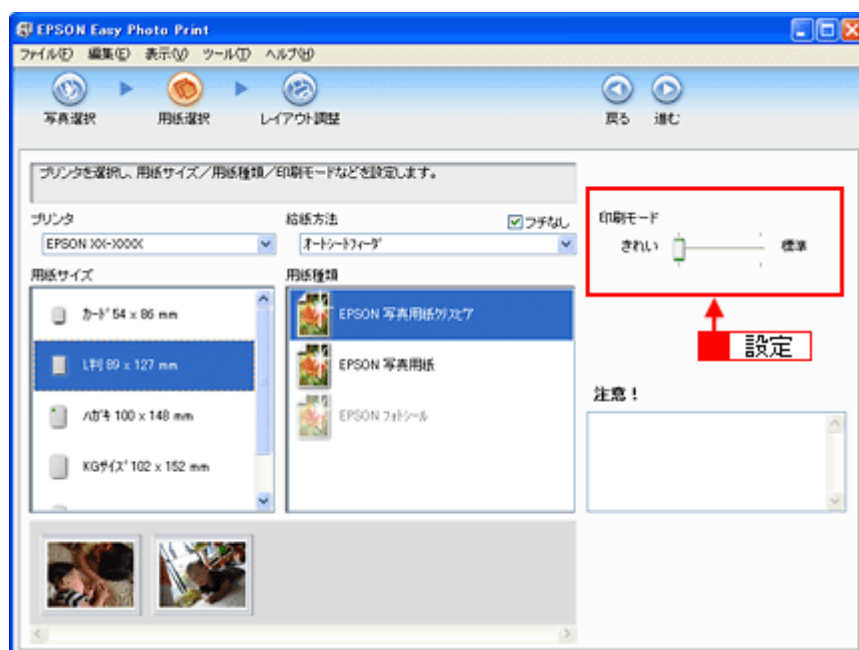 EPSON Easy Photo Print
ファイル(F) 編集(E) 表示(V) ツール(T) ヘルプ(H)
写真選択 用紙選択 レイアウト調整 戻る 進む
プリンタを選択し、用紙サイズ／用紙種類／印刷モードなどを設定します。
プリンタ 給紙方法 フチなし
EPSON XX-XXXX オートシートフィーダ
用紙サイズ 用紙種類
カード 54 x 86 mm
L判 89 x 127 mm
ハガキ 100 x 148 mm
KGサイズ 102 x 152 mm
EPSON 写真用紙クリスピア
EPSON 写真用紙
EPSON フォトシール
印刷モード
きれい 標準
設定
注意！